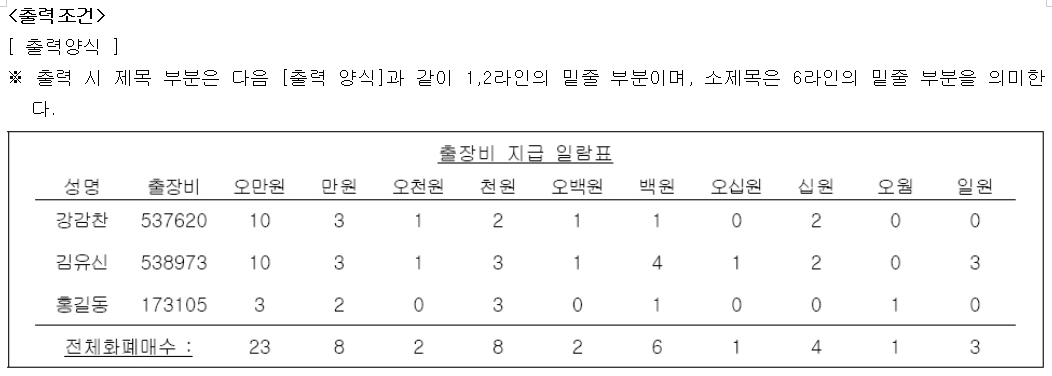 <출력조건>
[ 출력양식 ]
※ 출력 시 제목 부분은 다음 [출력 양식]과 같이 1,2라인의 밑줄 부분이며, 소제목은 6라인의 밑줄 부분을 의미한
다.
출장비 지급 일람표
성명 출장비 오만원 만원 오천원 천원 오백원 백원 오십원 십원 오월 일원
강감찬 537620 10 3 1 2 1 1 0 2 0 0
김유신 538973 10 3 1 3 1 4 1 2 0 3
홍길동 173105 3 2 0 3 0 1 0 0 1 0
전체화폐매수 : 23 8 2 8 2 6 1 4 1 3